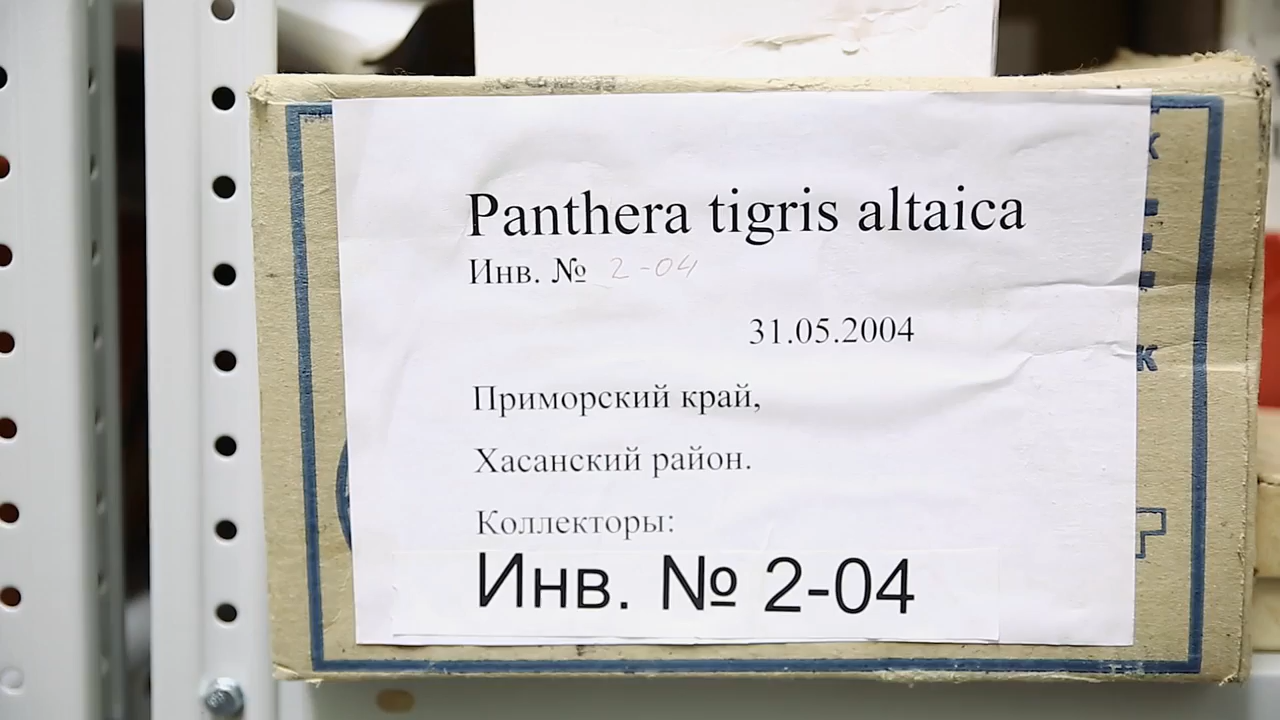 Panthera tigris altaica
Инв. № 2-04
31.05.2004
Приморский край,
Хасанский район.
Коллекторы:
Инв. № 2-04